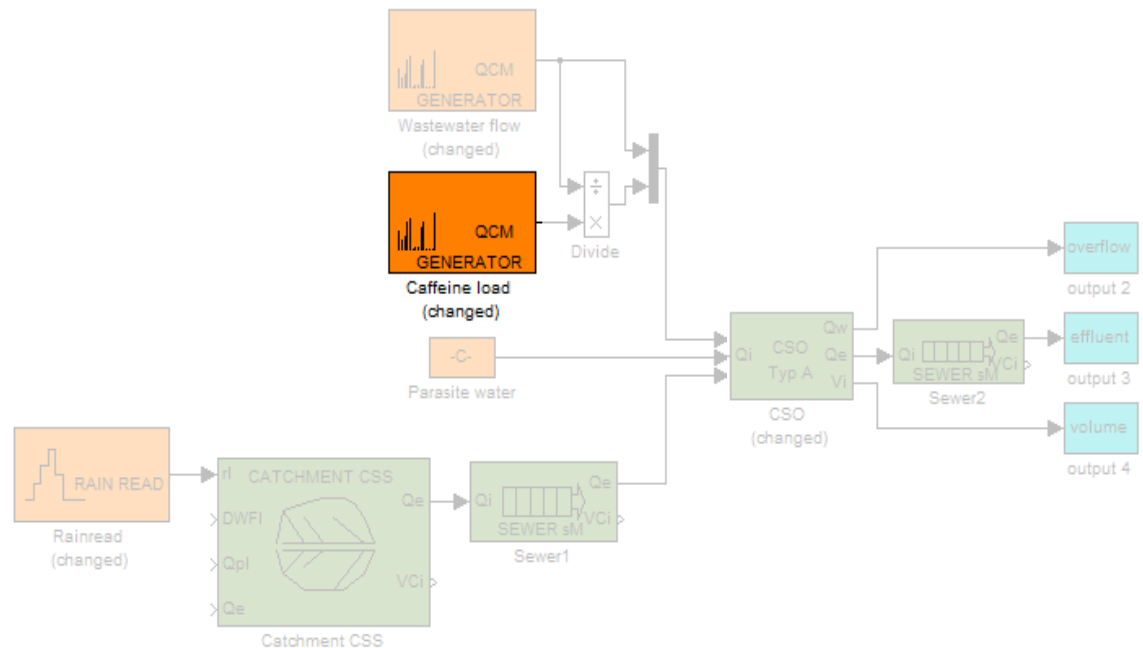 QCM
GENERATOR
Wastewater flow
(changed)
QCM
GENERATOR
Caffeine load
(changed)
÷
×
Divide
-C-
Parasite water
RAIN READ
Rainread
(changed)
rI
CATCHMENT CSS
DWFI
Qpl
Qe
Qe
VCi
Catchment CSS
Qi
Qe
SEWER sM
VCi
Sewer1
Qi
CSO
Typ A
Qw
Qe
Vi
CSO
(changed)
Qi
Qe
SEWER sM
VCi
Sewer2
overflow
output 2
effluent
output 3
volume
output 4